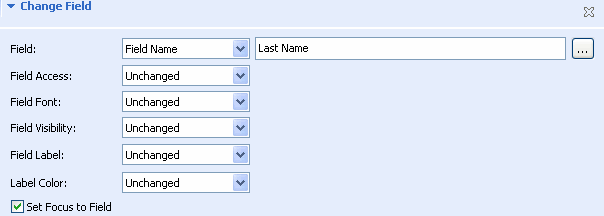 Change Field
Field: Field Name Last Name ...
Field Access: Unchanged
Field Font: Unchanged
Field Visibility: Unchanged
Field Label: Unchanged
Label Color: Unchanged
Set Focus to Field